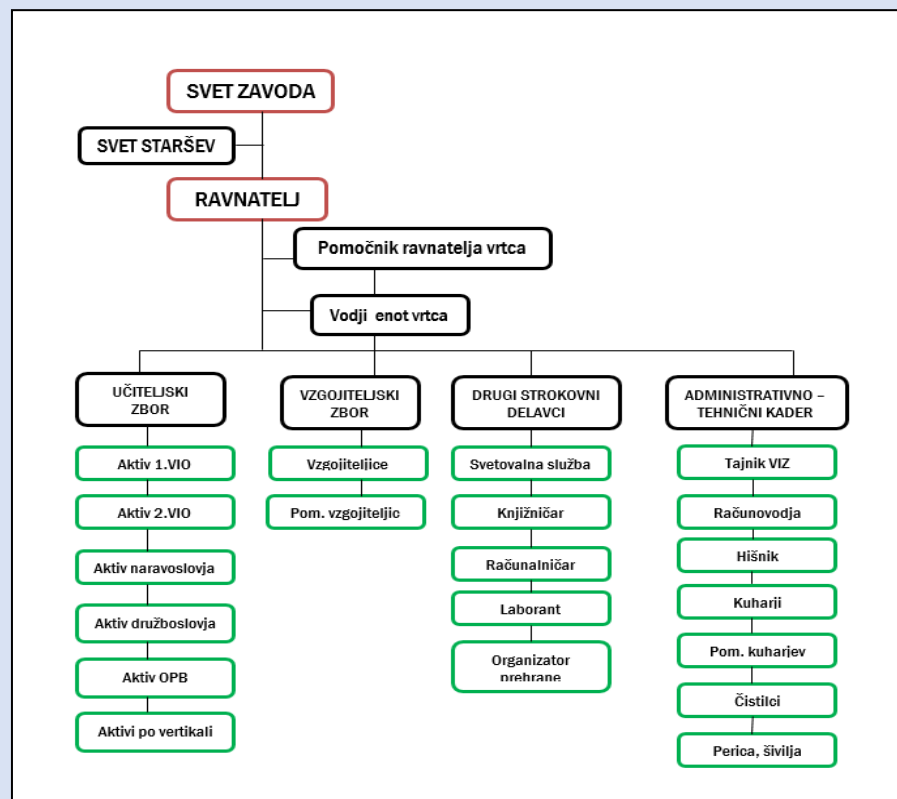 SVET ZAVODA
SVET STARŠEV
RAVNATELJ
Pomočnik ravnatelja vrtca
Vodji enot vrtca
UČITELJSKI
ZBOR
Aktiv 1.VIO
Aktiv 2.VIO
Aktiv naravoslovja
Aktiv družboslovja
Aktiv OPB
Aktivi po vertikali
VZGOJITELJSKI
ZBOR
Vzgojiteljice
Pom. vzgojiteljic
DRUGI STROKOVNI
DELAVCI
Svetovalna služba
Knjižničar
Računalničar
Laborant
Organizator
prehrane
ADMINISTRATIVNO –
TEHNIČNI KADER
Tajnik VIZ
Računovodja
Hišnik
Kuharji
Pom. kuharjev
Čistilci
Perica, šivilja